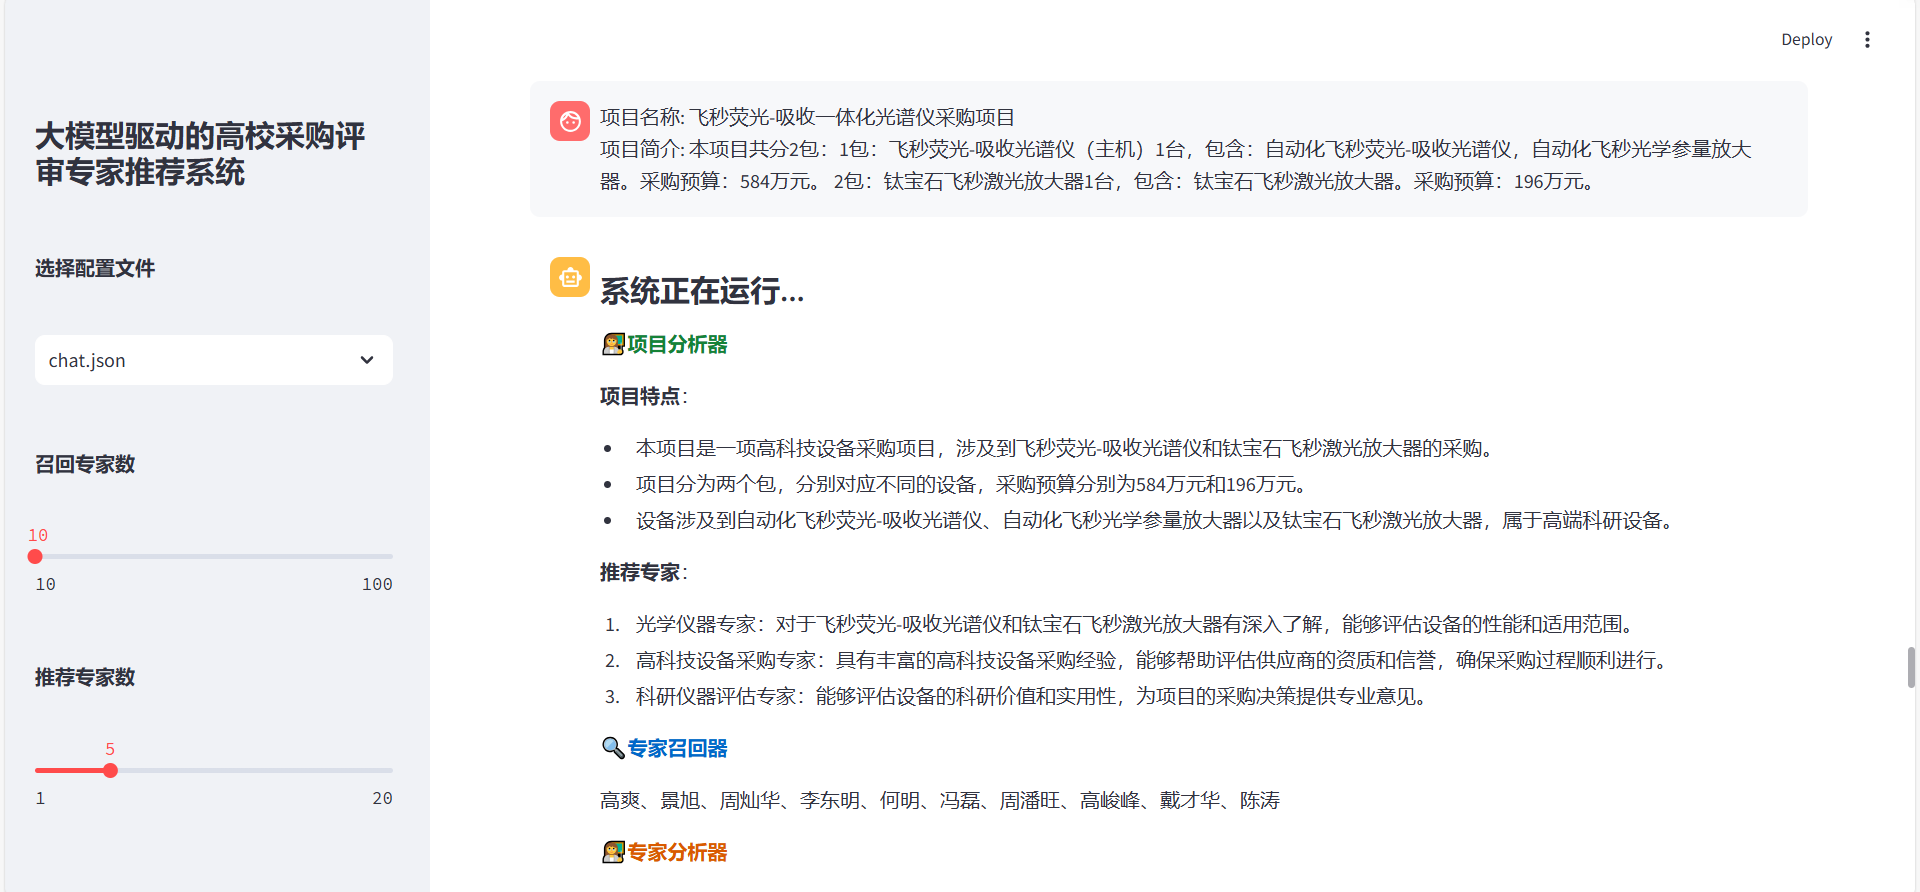 Deploy
大模型驱动的高校采购评
审专家推荐系统
选择配置文件
chat.json
召回专家数
10
10 100
推荐专家数
5
1 20
项目名称: 飞秒荧光-吸收一体化光谱仪采购项目
项目简介: 本项目共分2包：1包：飞秒荧光-吸收光谱仪（主机）1台，包含：自动化飞秒荧光-吸收光谱仪，自动化飞秒光学参量放大
器。采购预算：584万元。 2包：钛宝石飞秒激光放大器1台，包含：钛宝石飞秒激光放大器。采购预算：196万元。
系统正在运行...
项目分析器
项目特点：
• 本项目是一项高科技设备采购项目，涉及到飞秒荧光-吸收光谱仪和钛宝石飞秒激光放大器的采购。
• 项目分为两个包，分别对应不同的设备，采购预算分别为584万元和196万元。
• 设备涉及到自动化飞秒荧光-吸收光谱仪、自动化飞秒光学参量放大器以及钛宝石飞秒激光放大器，属于高端科研设备。
推荐专家：
1. 光学仪器专家：对于飞秒荧光-吸收光谱仪和钛宝石飞秒激光放大器有深入了解，能够评估设备的性能和适用范围。
2. 高科技设备采购专家：具有丰富的高科技设备采购经验，能够帮助评估供应商的资质和信誉，确保采购过程顺利进行。
3. 科研仪器评估专家：能够评估设备的科研价值和实用性，为项目的采购决策提供专业意见。
专家召回器
高爽、景旭、周灿华、李东明、何明、冯磊、周潘旺、高峻峰、戴才华、陈涛
专家分析器